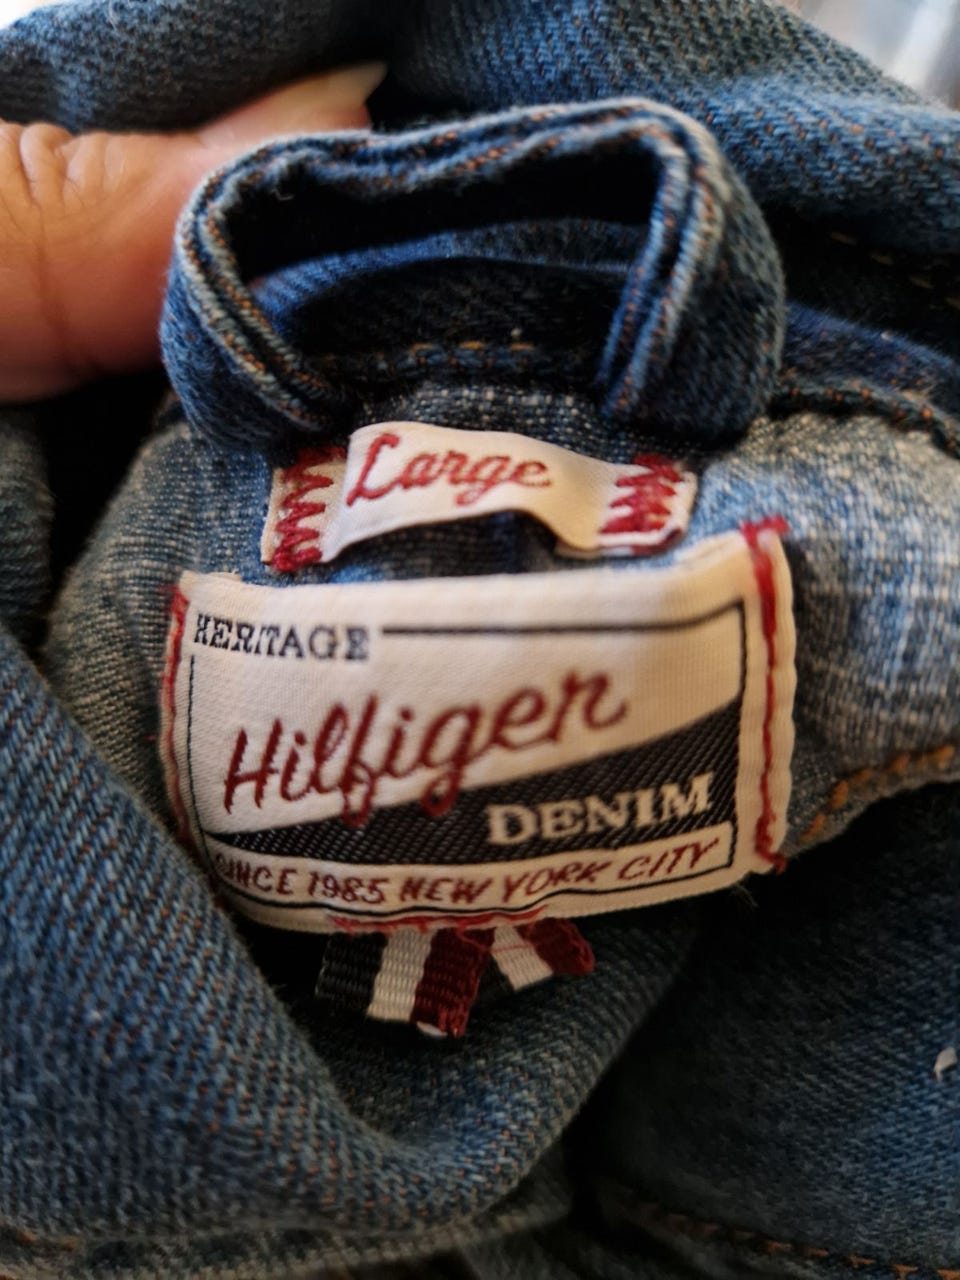 Large
HERITAGE
Hilfiger
DENIM
SINCE 1985 NEW YORK CITY